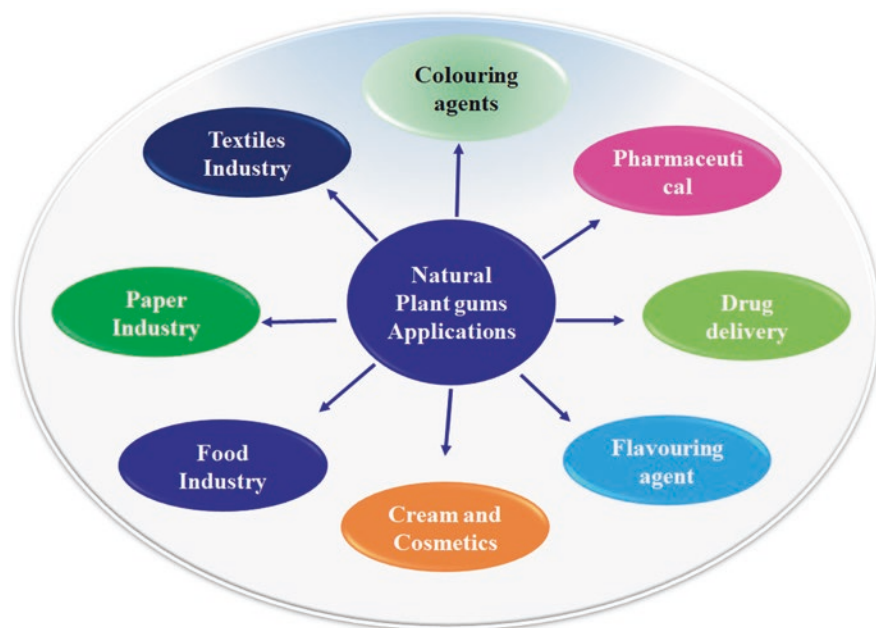 Colouring
agents
Textiles
Industry
Pharmaceuti
cal
Natural
Plant gums
Applications
Paper
Industry
Drug
delivery
Food
Industry
Flavouring
agent
Cream and
Cosmetics